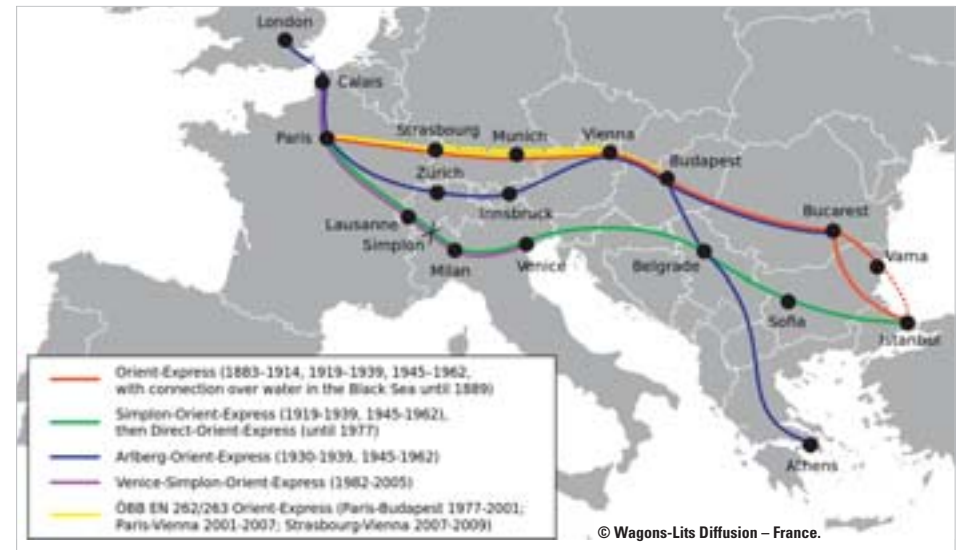 London
Calais
Paris
Strasbourg
Munich
Vienna
Budapest
Zürich
Innsbruck
Bucarest
Lausanne
Simplon
Milan
Venice
Belgrade
Varna
Sofia
Istanbul
Athens
Orient-Express (1883–1914, 1919–1939, 1945–1962,
with connection over water in the Black Sea until 1889)
Simplon-Orient-Express (1919-1939, 1945-1962),
then Direct-Orient-Express (until 1977)
Arlberg-Orient-Express (1930-1939, 1945-1962)
Venice-Simplon-Orient-Express (1982-2005)
ÖBB EN 262/263 Orient-Express (Paris-Budapest 1977-2001;
Paris-Vienna 2001-2007; Strasbourg-Vienna 2007-2009)
© Wagons-Lits Diffusion – France.